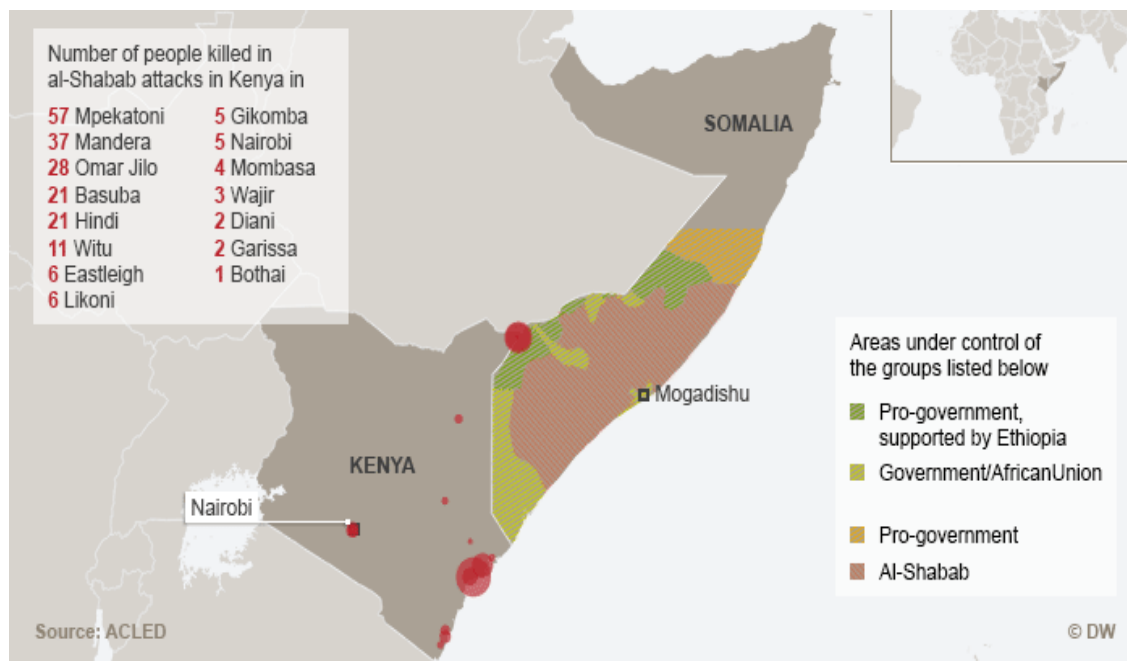 Number of people killed in
al-Shabab attacks in Kenya in
57 Mpekatoni
37 Mandera
28 Omar Jilo
21 Basuba
21 Hindi
11 Witu
6 Eastleigh
6 Likoni
5 Gikomba
5 Nairobi
4 Mombasa
3 Wajir
2 Diani
2 Garissa
1 Bothai
SOMALIA
Mogadishu
KENYA
Nairobi
Areas under control of
the groups listed below
Pro-government,
supported by Ethiopia
Government/AfricanUnion
Pro-government
Al-Shabab
Source: ACLED
© DW